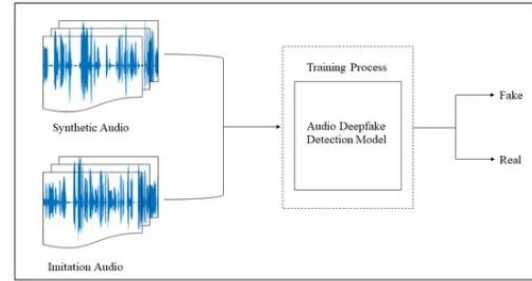 Synthetic Audio
Imitation Audio
Training Process
Audio Deepfake
Detection Model
Fake
Real